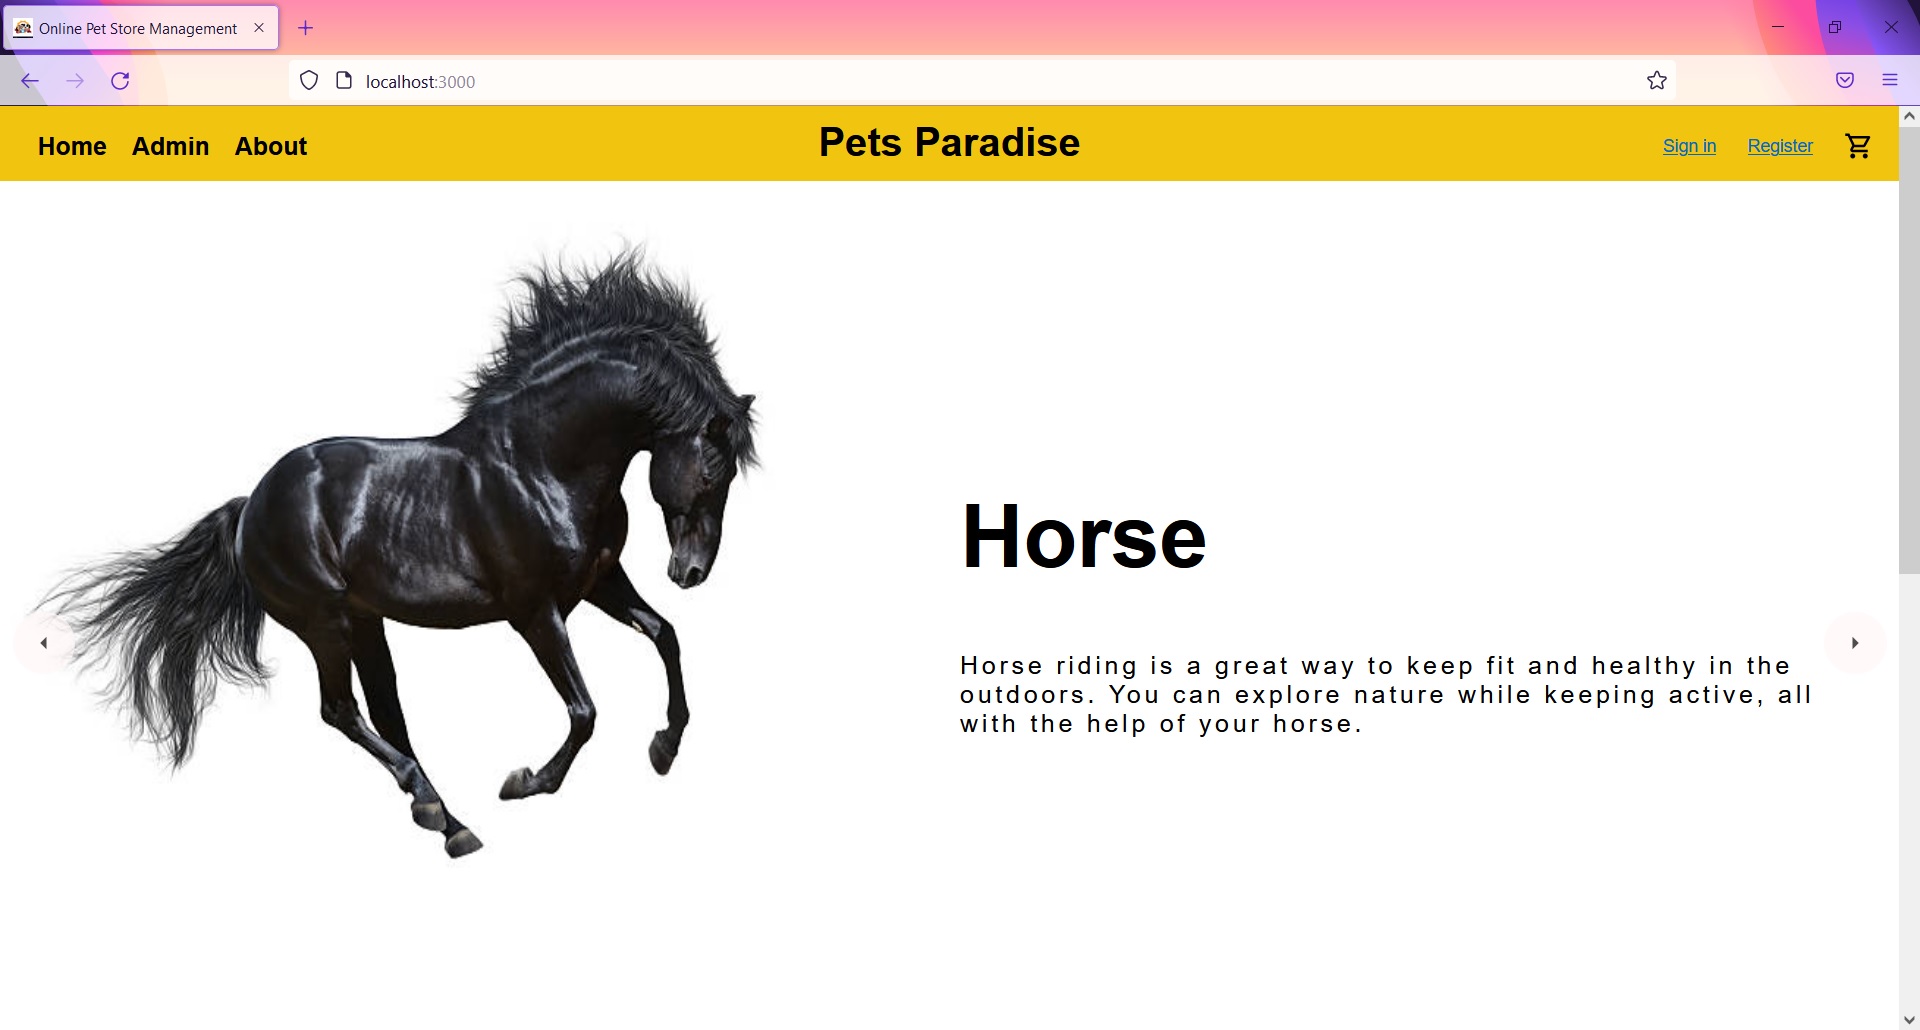 Online Pet Store Management
localhost:3000
Home Admin About
Pets Paradise
Sign in Register
Horse
Horse riding is a great way to keep fit and healthy in the
outdoors. You can explore nature while keeping active, all
with the help of your horse.